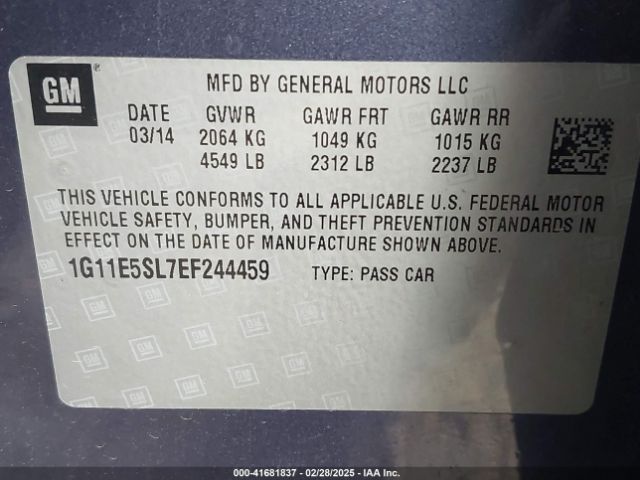 GM ®
MFD BY GENERAL MOTORS LLC
DATE GVWR GAWR FRT GAWR RR
03/14 2064 KG 1049 KG 1015 KG
4549 LB 2312 LB 2237 LB
THIS VEHICLE CONFORMS TO ALL APPLICABLE U.S. FEDERAL MOTOR
VEHICLE SAFETY, BUMPER, AND THEFT PREVENTION STANDARDS IN
EFFECT ON THE DATE OF MANUFACTURE SHOWN ABOVE.
1G11E5SL7EF244459 TYPE: PASS CAR
000-41681837 - 02/28/2025 - IAA Inc.